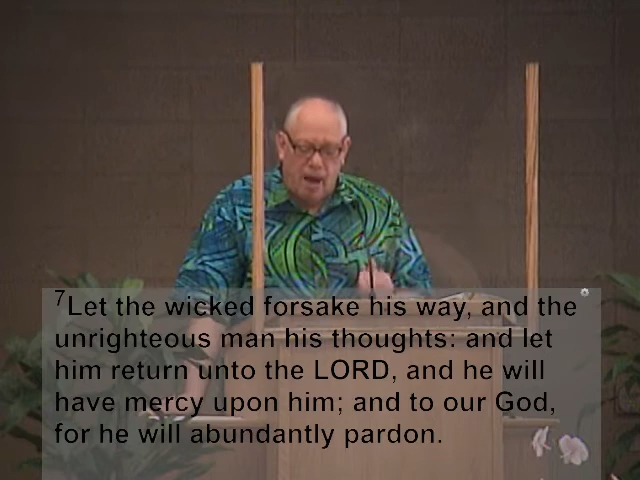 7Let the wicked forsake his way, and the
unrighteous man his thoughts: and let
him return unto the LORD, and he will
have mercy upon him; and to our God,
for he will abundantly pardon.